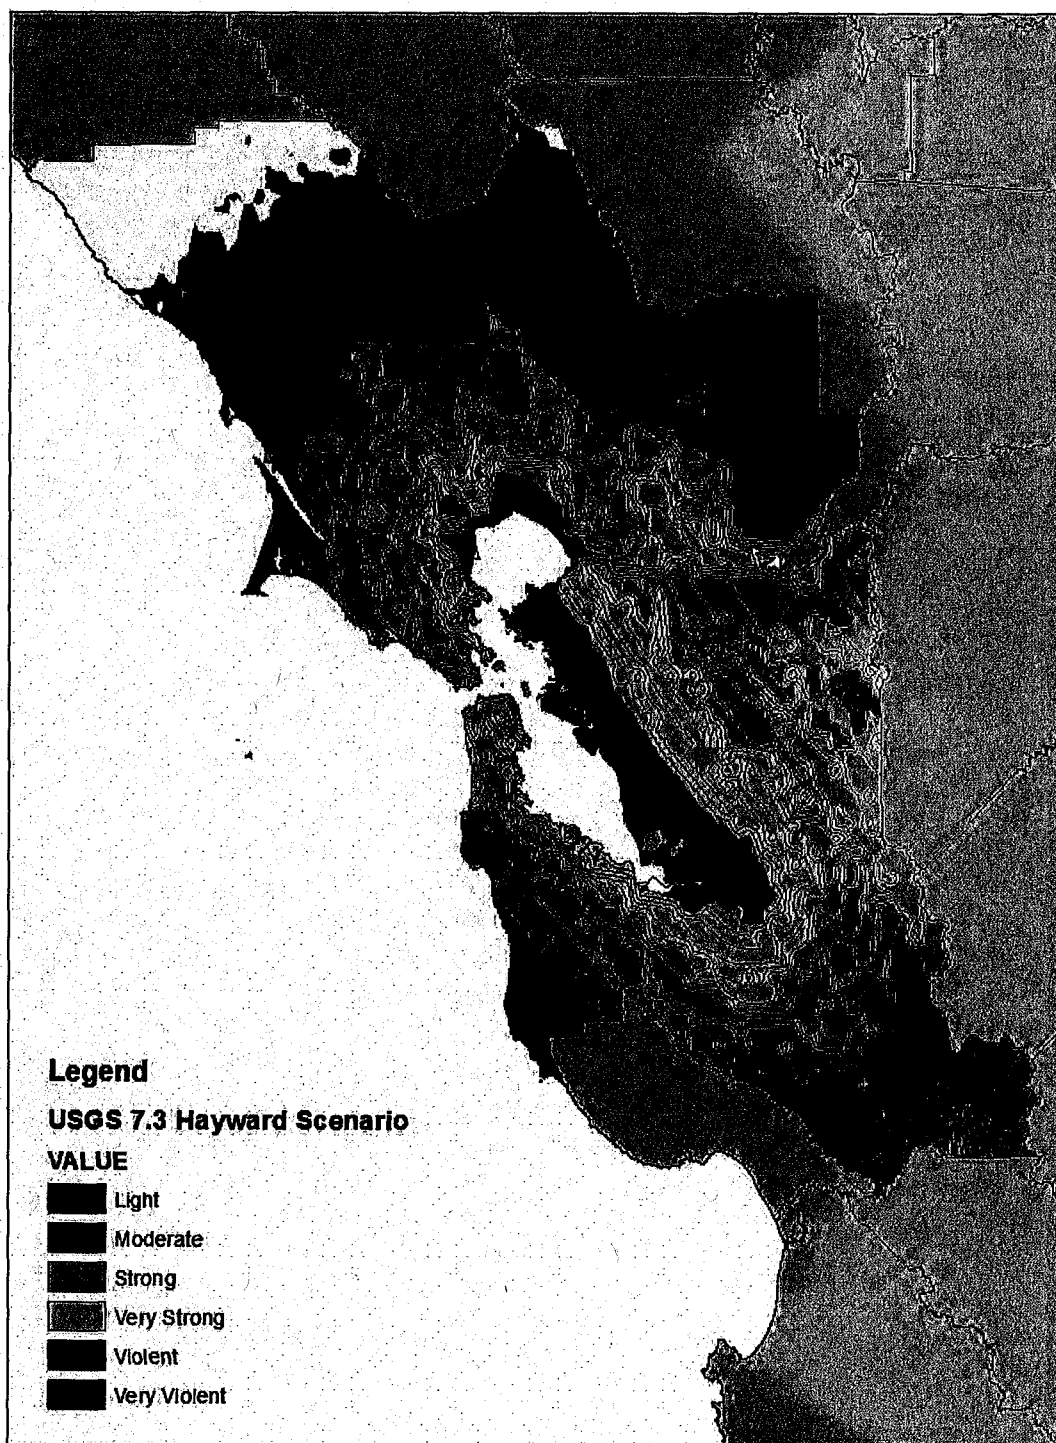 Legend
USGS 7.3 Hayward Scenario
VALUE
Light
Moderate
Strong
Very Strong
Violent
Very Violent